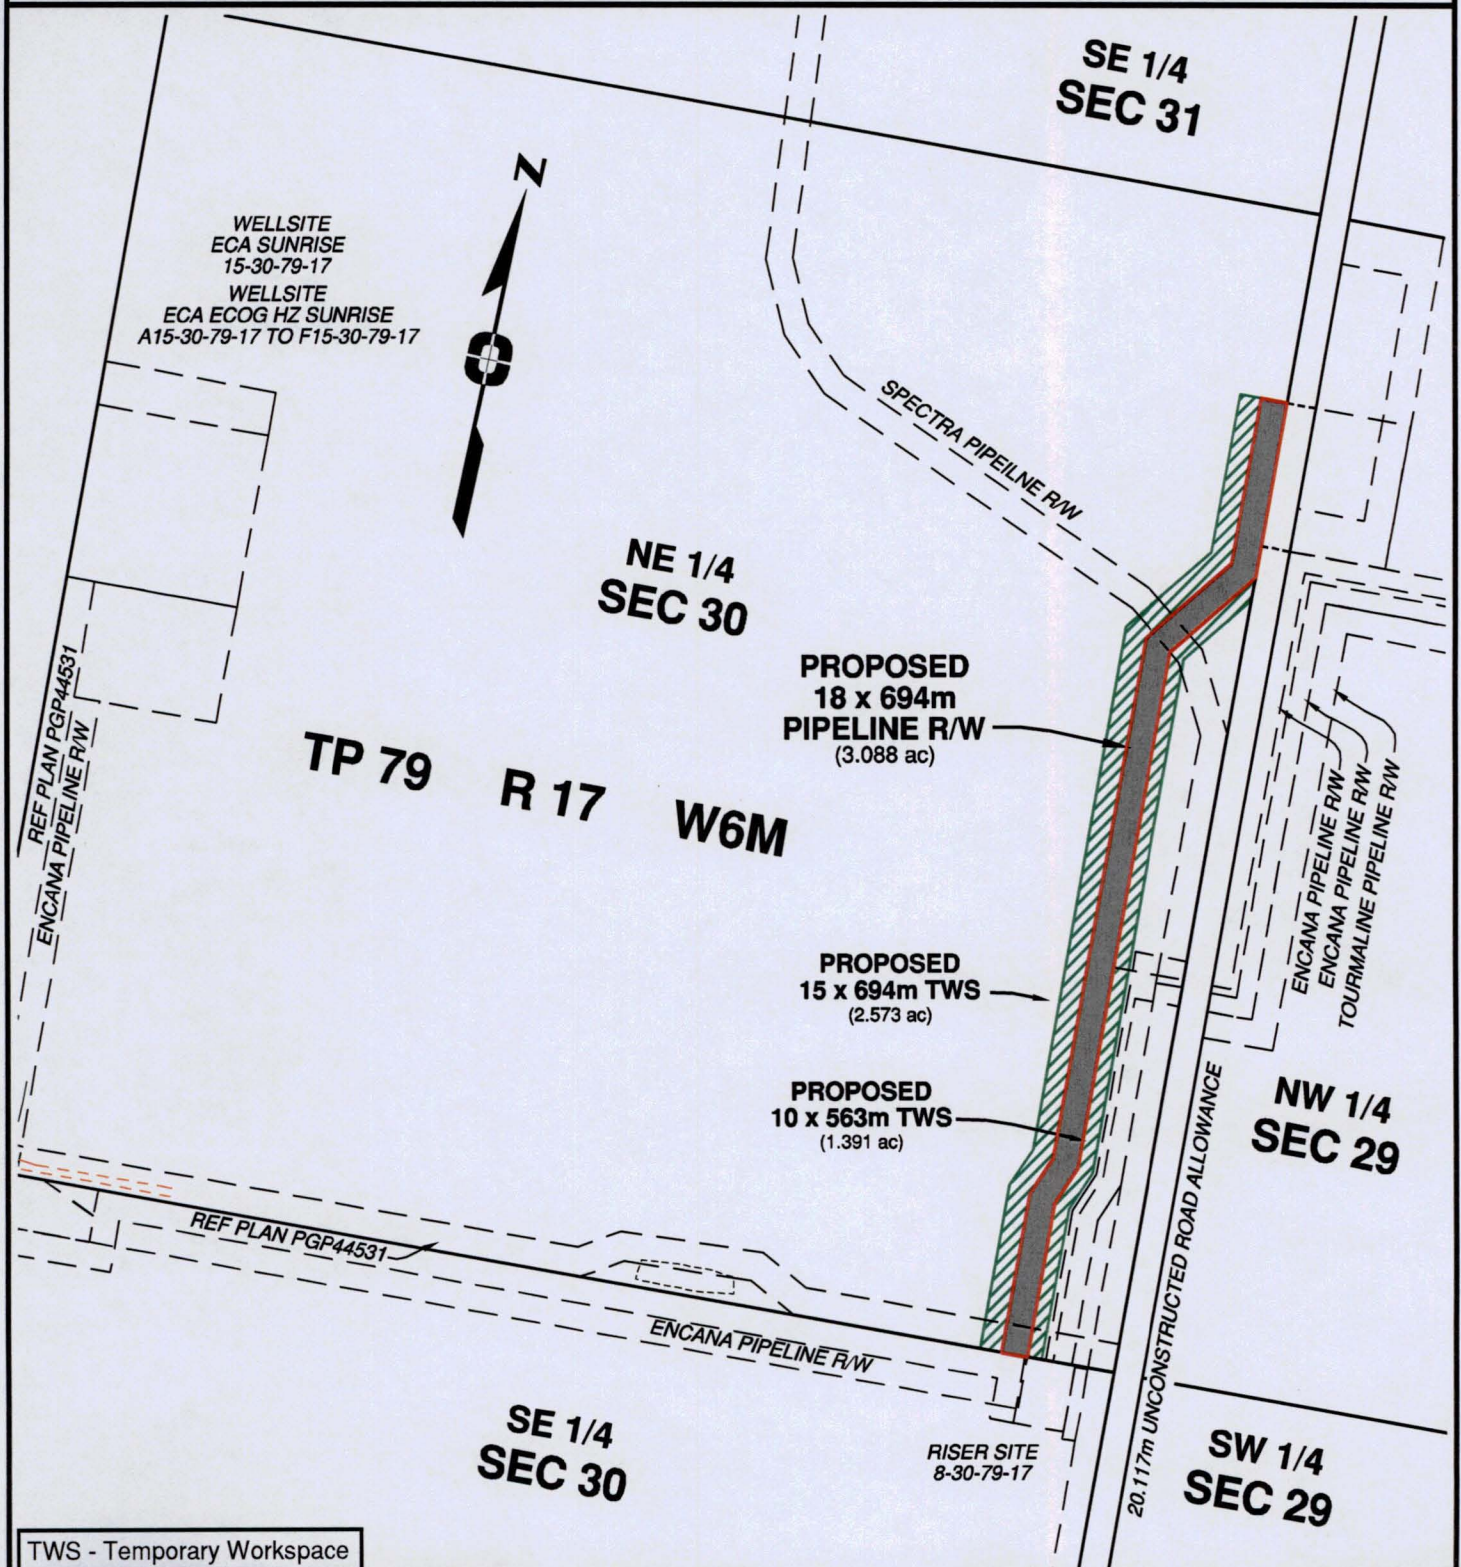 SE 1/4
SEC 31
N
WELLSITE
ECA SUNRISE
15-30-79-17
WELLSITE
ECA ECOG HZ SUNRISE
A15-30-79-17 TO F15-30-79-17
SPECTRA PIPEILNE R/W
NE 1/4
SEC 30
PROPOSED
18 x 694m
PIPELINE R/W
(3.088 ac)
REF PLAN PGP44531
ENCANA PIPELINE R/W
TP 79 R 17 W6M
ENCANA PIPELINE R/W
ENCANA PIPELINE R/W
TOURMALINE PIPELINE R/W
PROPOSED
15 x 694m TWS
(2.573 ac)
PROPOSED
10 x 563m TWS
(1.391 ac)
NW 1/4
SEC 29
20.117m UNCONSTRUCTED ROAD ALLOWANCE
REF PLAN PGP44531
ENCANA PIPELINE R/W
SE 1/4
SEC 30
RISER SITE
8-30-79-17
SW 1/4
SEC 29
TWS - Temporary Workspace